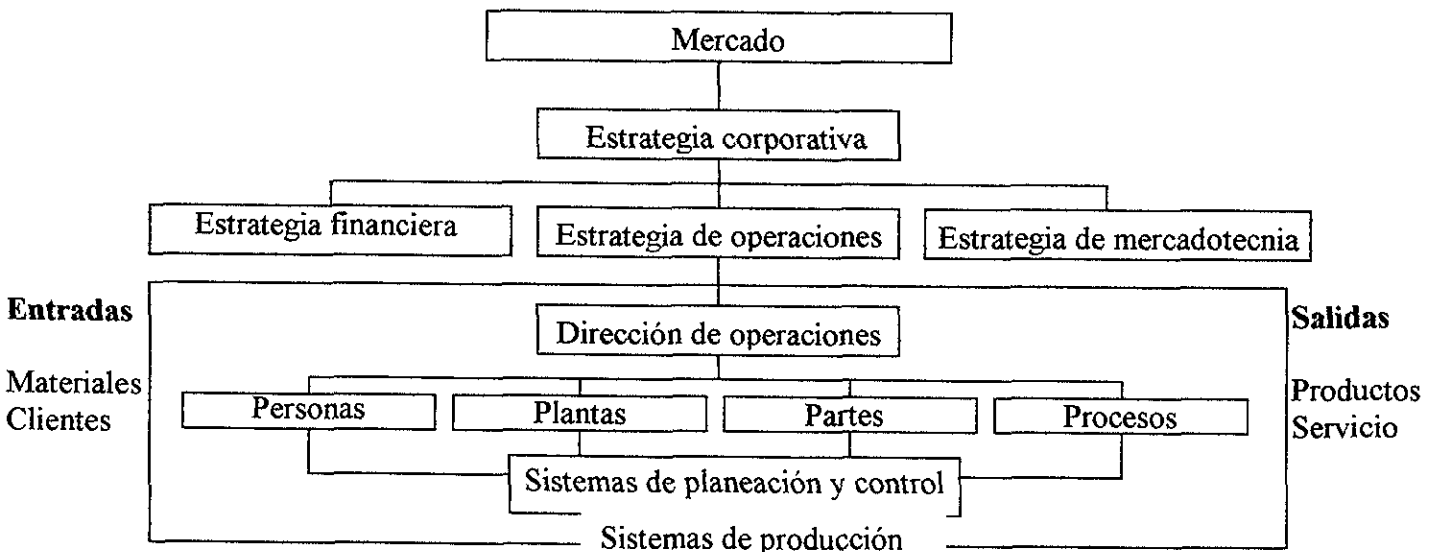 Mercado
Estrategia corporativa
Estrategia financiera
Estrategia de operaciones
Estrategia de mercadotecnia
Entradas
Dirección de operaciones
Salidas
Materiales
Clientes
Personas
Plantas
Partes
Procesos
Productos
Servicio
Sistemas de planeación y control
Sistemas de producción